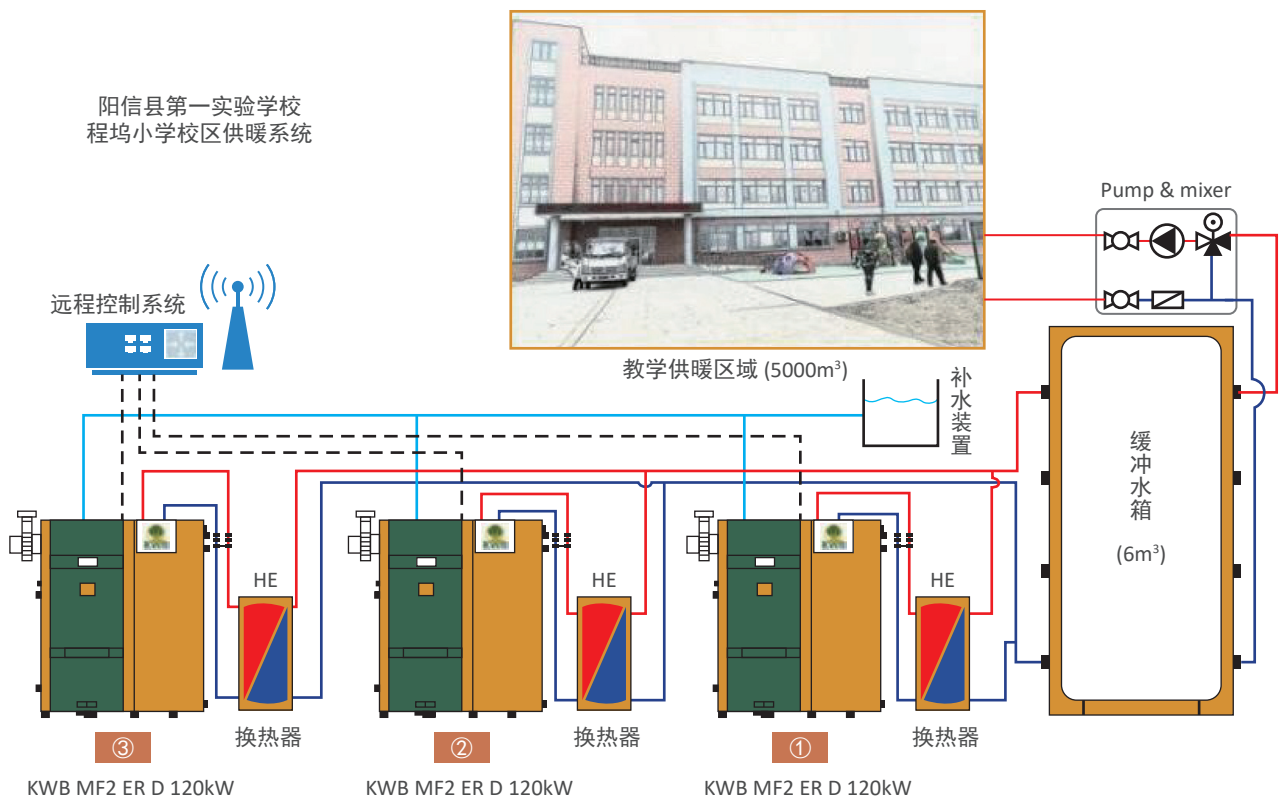 阳信县第一实验学校
程坞小学校区供暖系统
Pump & mixer
远程控制系统
教学供暖区域 (5000m³)
补水装置
缓冲水箱
(6m³)
HE
HE
HE
换热器
换热器
换热器
③
②
①
KWB MF2 ER D 120kW
KWB MF2 ER D 120kW
KWB MF2 ER D 120kW